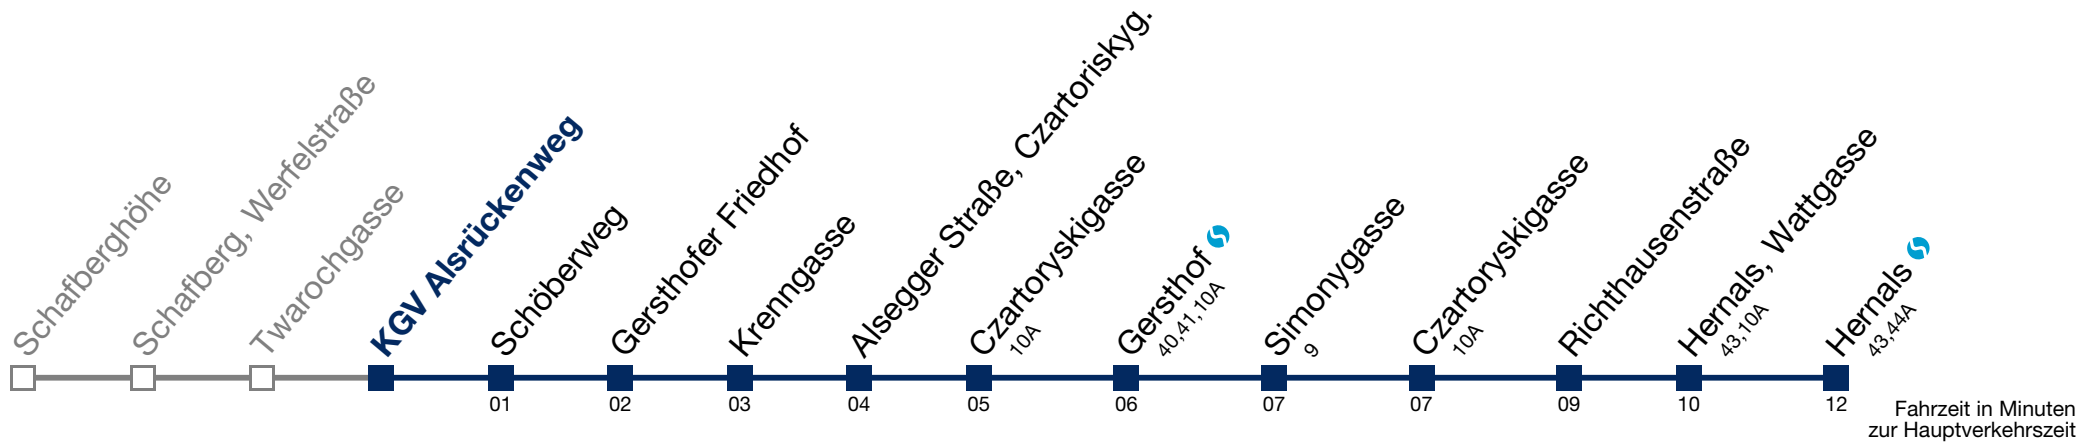 Schafberghöhe
Schafberg, Werfelstraße
Twarochgasse
KGV Alsrückenweg
Schöberweg
01
Gersthofer Friedhof
02
Krenngasse
03
Alsegger Straße, Czartoriskyg.
04
Czartoryskigasse
10A
05
Gersthof
40,41,10A
06
Simonygasse
9
07
Czartoryskigasse
10A
07
Richthausenstraße
09
Hernals, Wattgasse
43,10A
10
Hernals
43,44A
12
Fahrzeit in Minuten
zur Hauptverkehrszeit